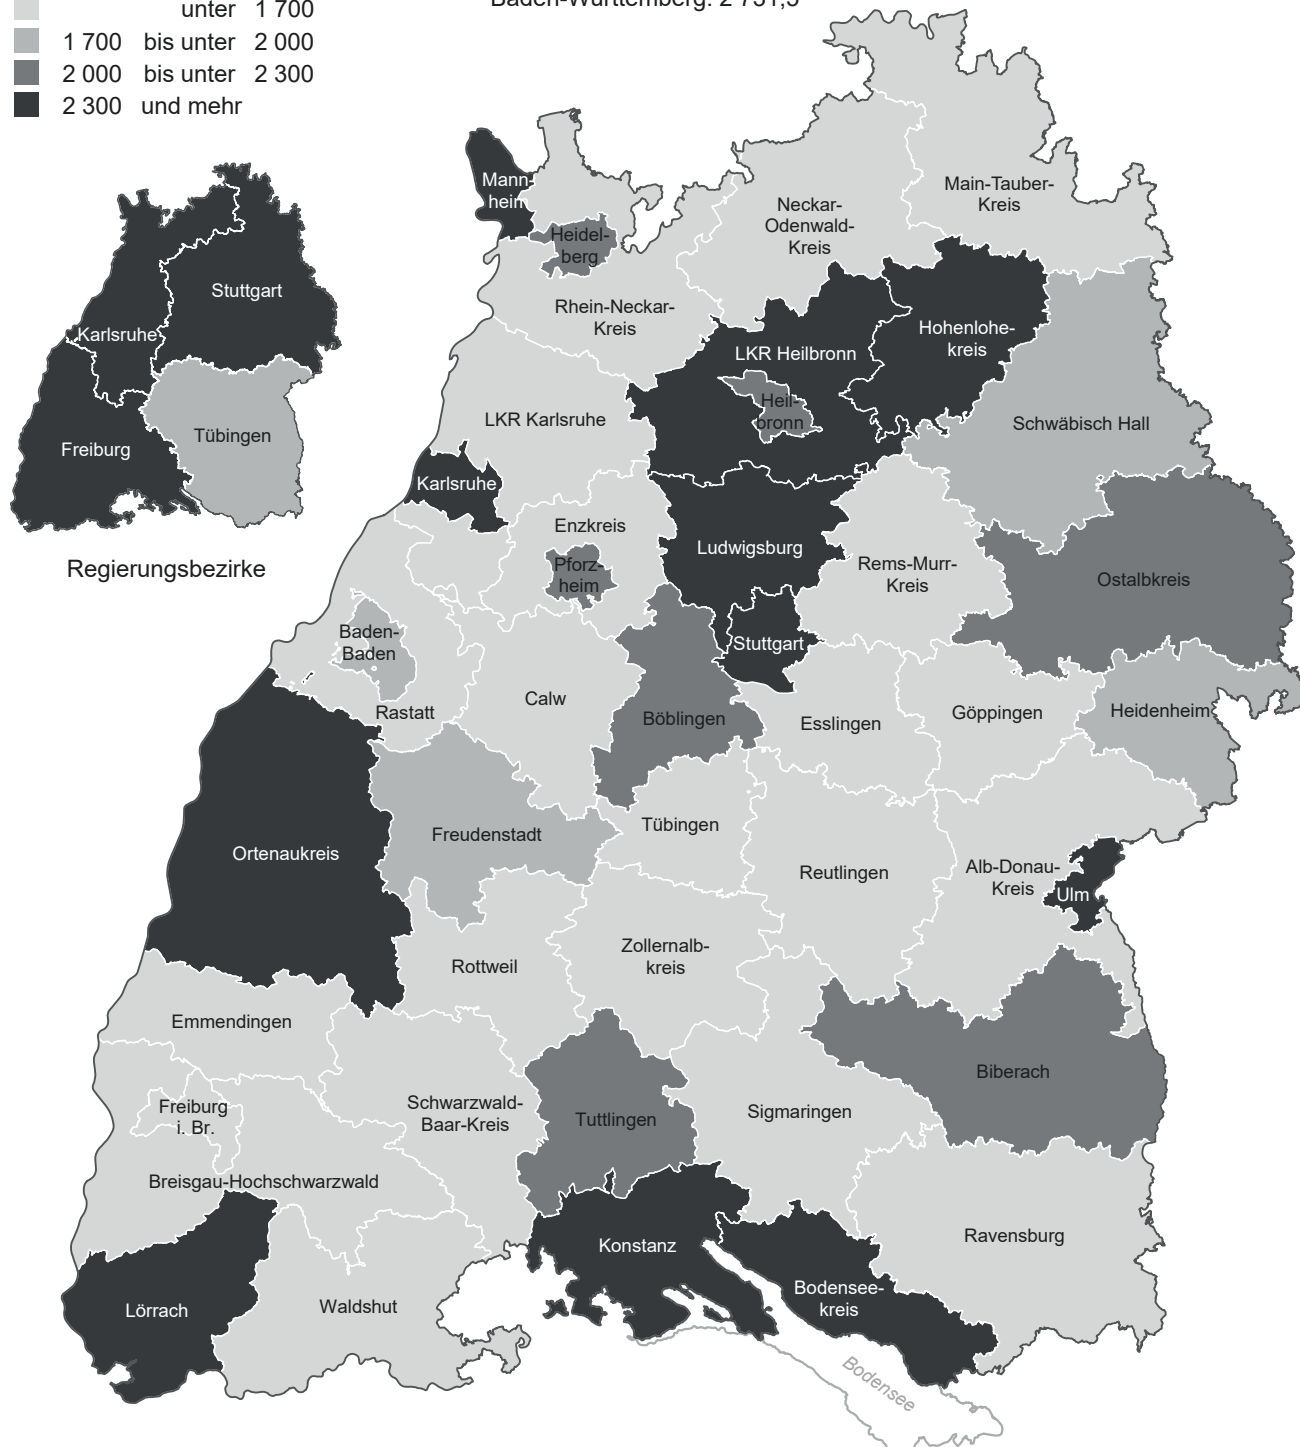 unter 1 700
1 700 bis unter 2 000
2 000 bis unter 2 300
2 300 und mehr
Stuttgart
Karlsruhe
Tübingen
Freiburg
Regierungsbezirke
Mann-
heim
Heidel-
berg
Neckar-
Odenwald-
Kreis
Main-Tauber-
Kreis
Rhein-Neckar-
Kreis
Hohenlohe-
kreis
LKR Heilbronn
Heil-
bronn
LKR Karlsruhe
Schwäbisch Hall
Karlsruhe
Enzkreis
Pforz-
heim
Ludwigsburg
Rems-Murr-
Kreis
Ostalbkreis
Baden-
Baden
Stuttgart
Rastatt
Calw
Böblingen
Esslingen
Göppingen
Heidenheim
Ortenaukreis
Freudenstadt
Tübingen
Reutlingen
Alb-Donau-
Kreis
Ulm
Rottweil
Zollernalb-
kreis
Emmendingen
Biberach
Freiburg
i. Br.
Schwarzwald-
Baar-Kreis
Tuttlingen
Sigmaringen
Breisgau-Hochschwarzwald
Ravensburg
Konstanz
Bodensee-
kreis
Lörrach
Waldshut
Bodensee